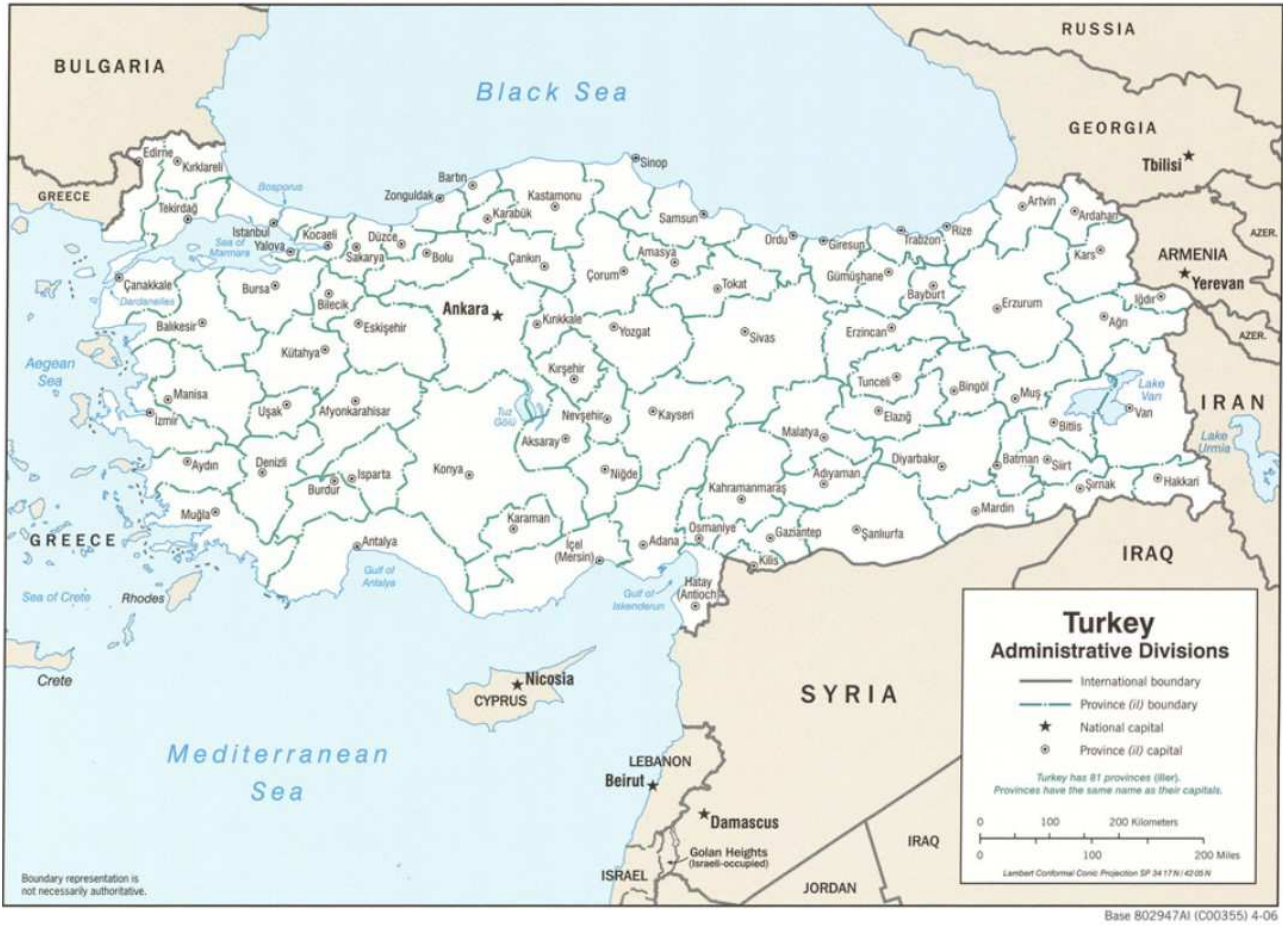 RUSSIA
BULGARIA
Black Sea
GEORGIA
Tbilisi
Edirne
Kırklareli
Sinop
Bartın
Zonguldak
Kastamonu
GREECE
Bosporus
Tekirdağ
Karabük
Samsun
Artvin
Ardahan
Istanbul
Kocaeli
Düzce
Ordu
Giresun
Trabzon
Rize
AZER.
Sea of
Marmara
Yalova
Sakarya
Bolu
Çankırı
Çorum
Amasya
Kars
ARMENIA
Yerevan
Çanakkale
Dardanelles
Bursa
Bilecik
Tokat
Gümüşhane
Bayburt
Erzurum
Iğdır
Ankara
Kırıkkale
Balıkesir
Eskişehir
Yozgat
Sivas
Erzincan
Ağrı
AZER.
Aegean
Sea
Kütahya
Kırşehir
Tunceli
Bingöl
Muş
Lake
Van
Manisa
Uşak
Afyonkarahisar
Tuz
Gölü
Nevşehir
Kayseri
Elazığ
Van
IRAN
İzmir
Aksaray
Malatya
Bitlis
Lake
Urmia
Aydın
Denizli
Isparta
Burdur
Konya
Niğde
Adıyaman
Diyarbakır
Batman
Siirt
Şırnak
Hakkari
Kahramanmaraş
Muğla
Karaman
Mardin
GREECE
Antalya
İçel
(Mersin)
Adana
Osmaniye
Gaziantep
Şanlıurfa
Kilis
IRAQ
Gulf of
Antalya
Gulf of
Iskenderun
Hatay
(Antioch)
Sea of Crete
Rhodes
Crete
Nicosia
CYPRUS
SYRIA
Mediterranean
Sea
LEBANON
Beirut
Damascus
Golan Heights
(Israeli-occupied)
ISRAEL
JORDAN
IRAQ
Turkey
Administrative Divisions
International boundary
Province (il) boundary
National capital
Province (il) capital
Turkey has 81 provinces (iller).
Provinces have the same name as their capitals.
0 100 200 Kilometers
0 100 200 Miles
Lambert Conformal Conic Projection SP 34 17 N / 42 05 N
Boundary representation is
not necessarily authoritative.
Base 802947AI (C00355) 4-06